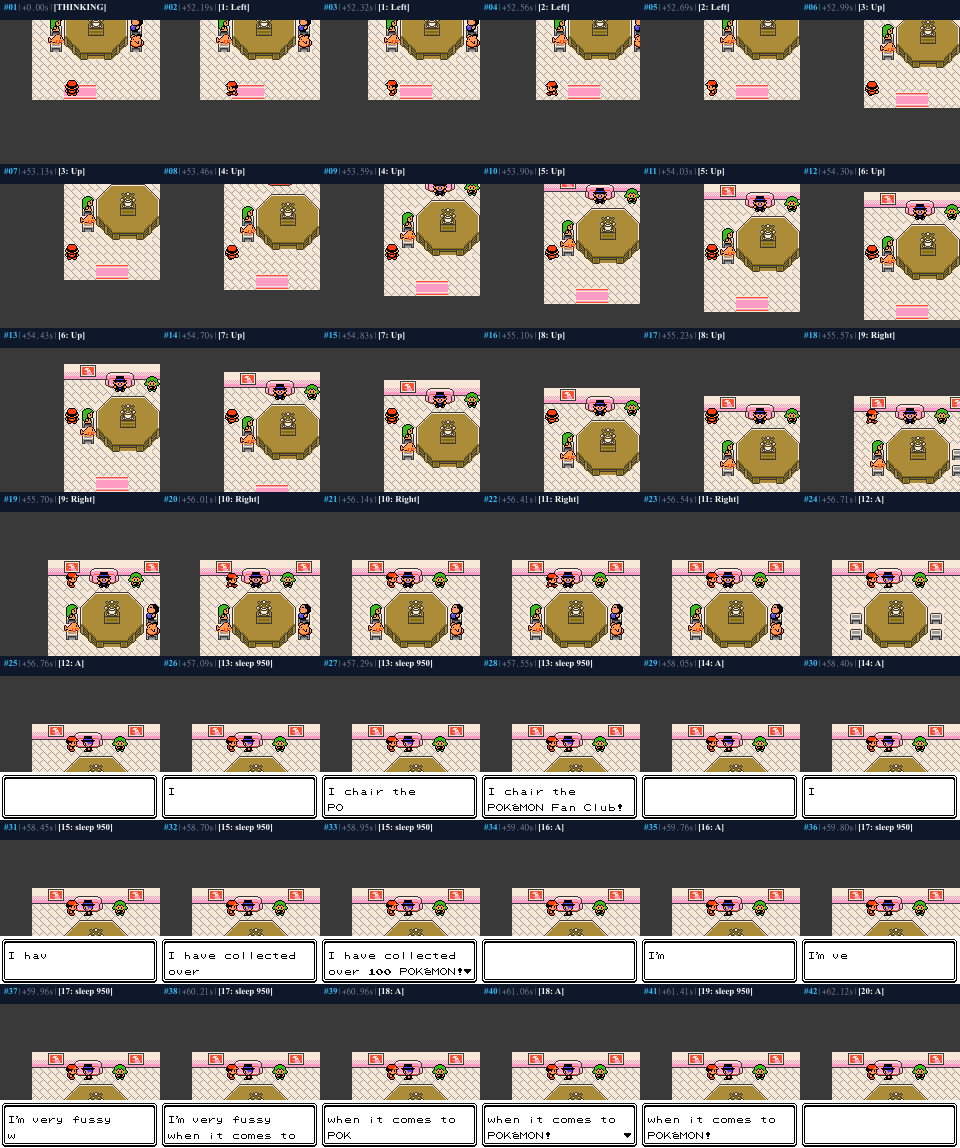 #01|+0.00s|[THINKING]
#02|+52.19s|[1: Left]
#03|+52.32s|[1: Left]
#04|+52.56s|[2: Left]
#05|+52.69s|[2: Left]
#06|+52.99s|[3: Up]
#07|+53.13s|[3: Up]
#08|+53.46s|[4: Up]
#09|+53.59s|[4: Up]
#10|+53.90s|[5: Up]
#11|+54.03s|[5: Up]
#12|+54.30s|[6: Up]
#13|+54.43s|[6: Up]
#14|+54.70s|[7: Up]
#15|+54.83s|[7: Up]
#16|+55.10s|[8: Up]
#17|+55.23s|[8: Up]
#18|+55.57s|[9: Right]
#19|+55.70s|[9: Right]
#20|+56.01s|[10: Right]
#21|+56.14s|[10: Right]
#22|+56.41s|[11: Right]
#23|+56.54s|[11: Right]
#24|+56.71s|[12: A]
#25|+56.76s|[12: A]
#26|+57.09s|[13: sleep 950]
#27|+57.29s|[13: sleep 950]
#28|+57.55s|[13: sleep 950]
#29|+58.05s|[14: A]
#30|+58.40s|[14: A]
I
I chair the
PO
I chair the
POKéMON Fan Club!
I
#31|+58.45s|[15: sleep 950]
#32|+58.70s|[15: sleep 950]
#33|+58.95s|[15: sleep 950]
#34|+59.40s|[16: A]
#35|+59.76s|[16: A]
#36|+59.80s|[17: sleep 950]
I hav
I have collected
over
I have collected
over 100 POKéMON!
I'm
I'm ve
#37|+59.96s|[17: sleep 950]
#38|+60.21s|[17: sleep 950]
#39|+60.96s|[18: A]
#40|+61.06s|[18: A]
#41|+61.41s|[19: sleep 950]
#42|+62.12s|[20: A]
I'm very fussy
w
I'm very fussy
when it comes to
when it comes to
POK
when it comes to
POKéMON!
when it comes to
POKéMON!